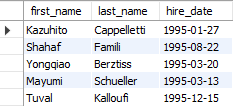 first_name last_name hire_date
Kazuhito Cappelletti 1995-01-27
Shahaf Famili 1995-08-22
Yongqiao Berztiss 1995-03-20
Mayumi Schueller 1995-03-13
Tuval Kalloufi 1995-12-15